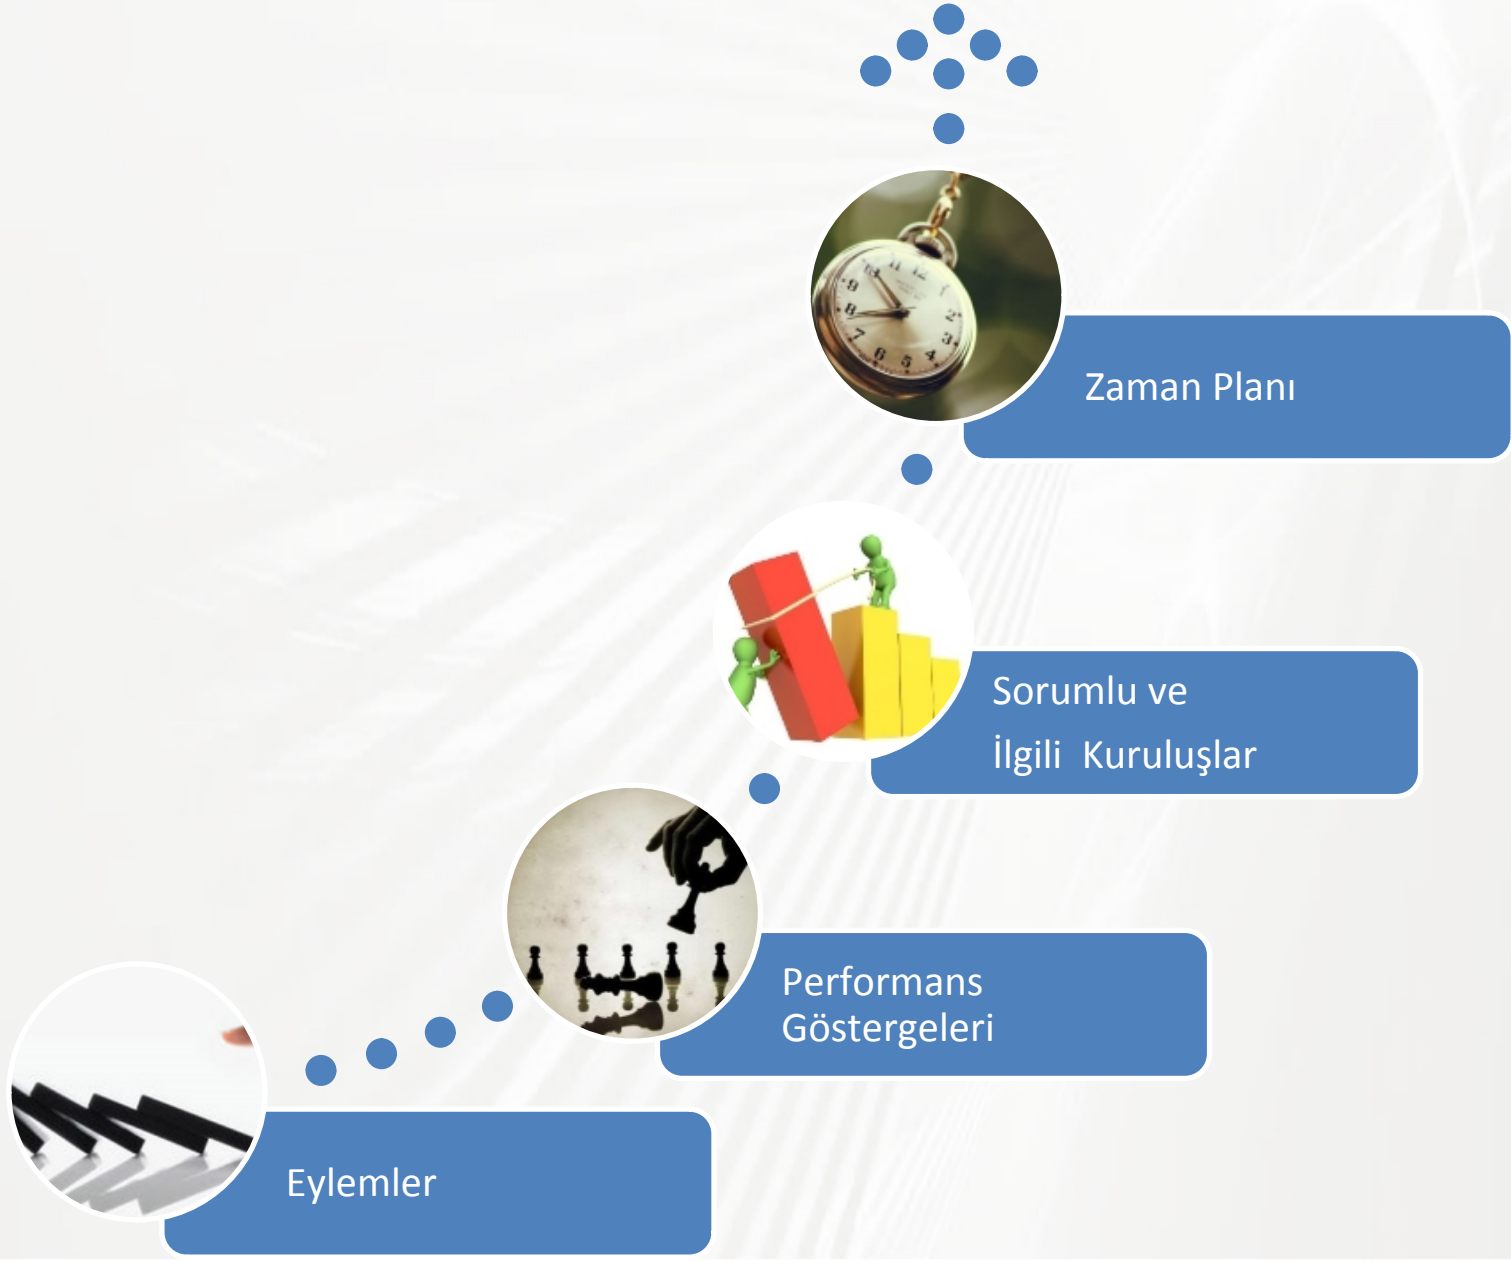 Zaman Planı
Sorumlu ve
İlgili Kuruluşlar
Performans
Göstergeleri
Eylemler